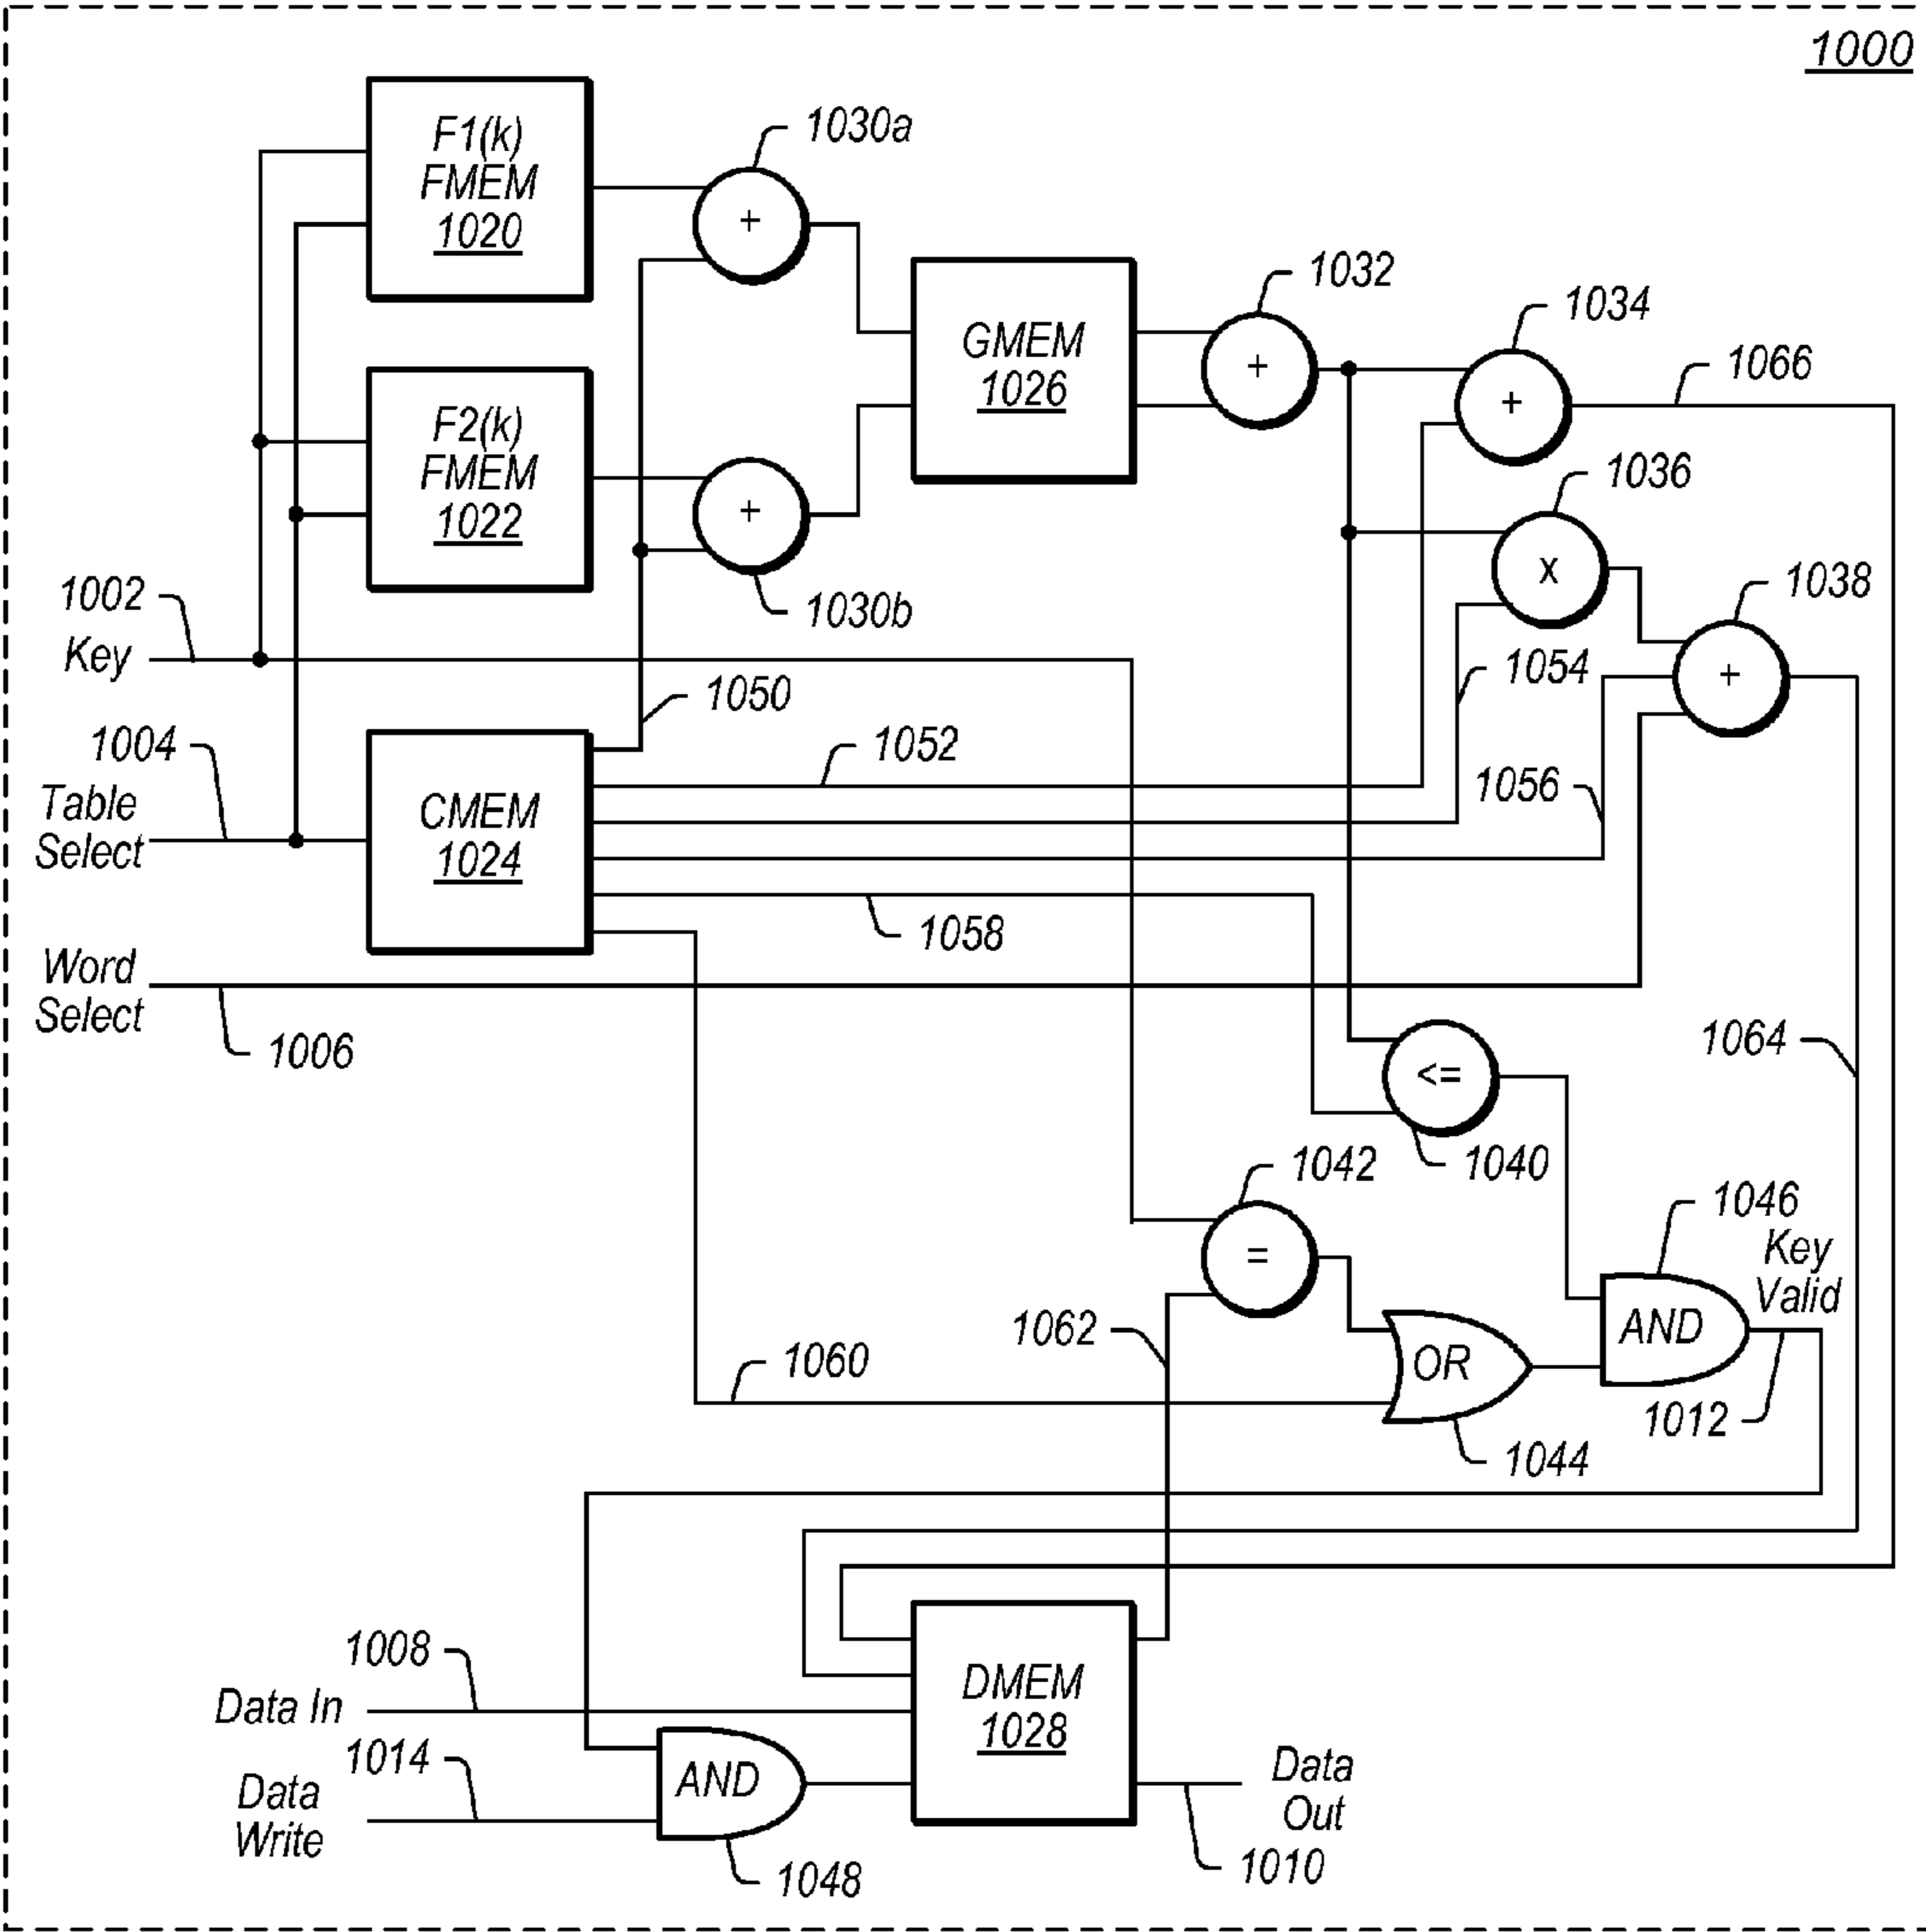 1000
F1(k)
FMEM
1020
1030a
+
GMEM
1026
1032
+
1034
+
1066
F2(k)
FMEM
1022
+
1030b
1036
x
1038
+
1002
Key
1050
1054
1004
Table
Select
CMEM
1024
1052
1056
1058
Word
Select
1006
1064
<=
1040
1042
=
1046
Key
Valid
AND
1062
OR
1060
1012
1044
1008
Data In
DMEM
1028
1014
Data
Write
AND
1048
Data
Out
1010